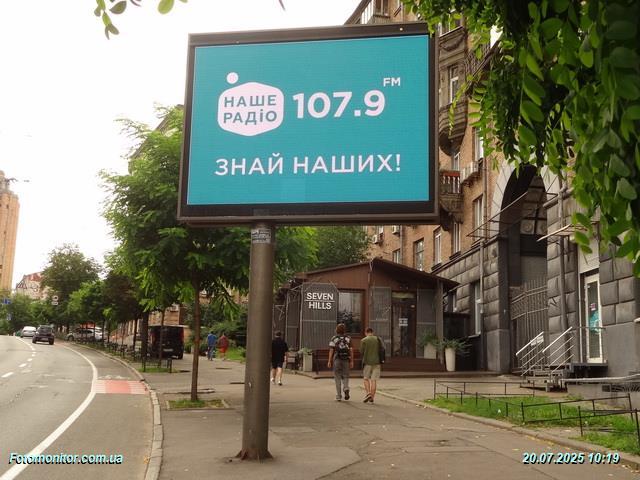 НАШЕ
РАДІО
107.9
FM
ЗНАЙ НАШИХ!
SEVEN
HILLS
Fotomonitor.com.ua
20.07.2025 10:19